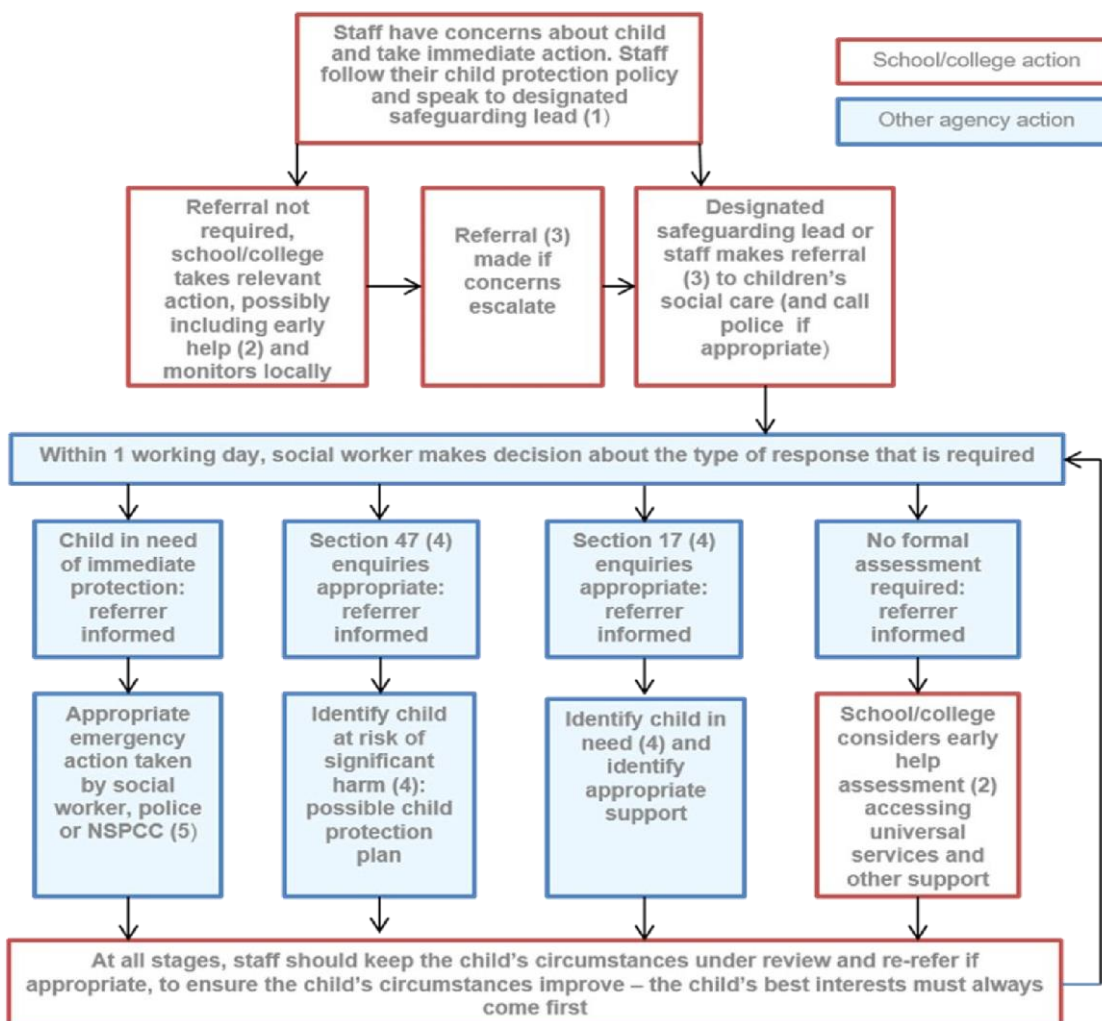 Staff have concerns about child
and take immediate action. Staff
follow their child protection policy
and speak to designated
safeguarding lead (1)
School/college action
Other agency action
Referral not
required,
school/college
takes relevant
action, possibly
including early
help (2) and
monitors locally
Referral (3)
made if
concerns
escalate
Designated
safeguarding lead or
staff makes referral
(3) to children’s
social care (and call
police if
appropriate)
Within 1 working day, social worker makes decision about the type of response that is required
Child in need
of immediate
protection:
referrer
informed
Section 47 (4)
enquiries
appropriate:
referrer
informed
Section 17 (4)
enquiries
appropriate:
referrer
informed
No formal
assessment
required:
referrer
informed
Appropriate
emergency
action taken
by social
worker, police
or NSPCC (5)
Identify child
at risk of
significant
harm (4):
possible child
protection
plan
Identify child in
need (4) and
identify
appropriate
support
School/college
considers early
help
assessment (2)
accessing
universal
services and
other support
At all stages, staff should keep the child’s circumstances under review and re-refer if
appropriate, to ensure the child’s circumstances improve – the child’s best interests must always
come first